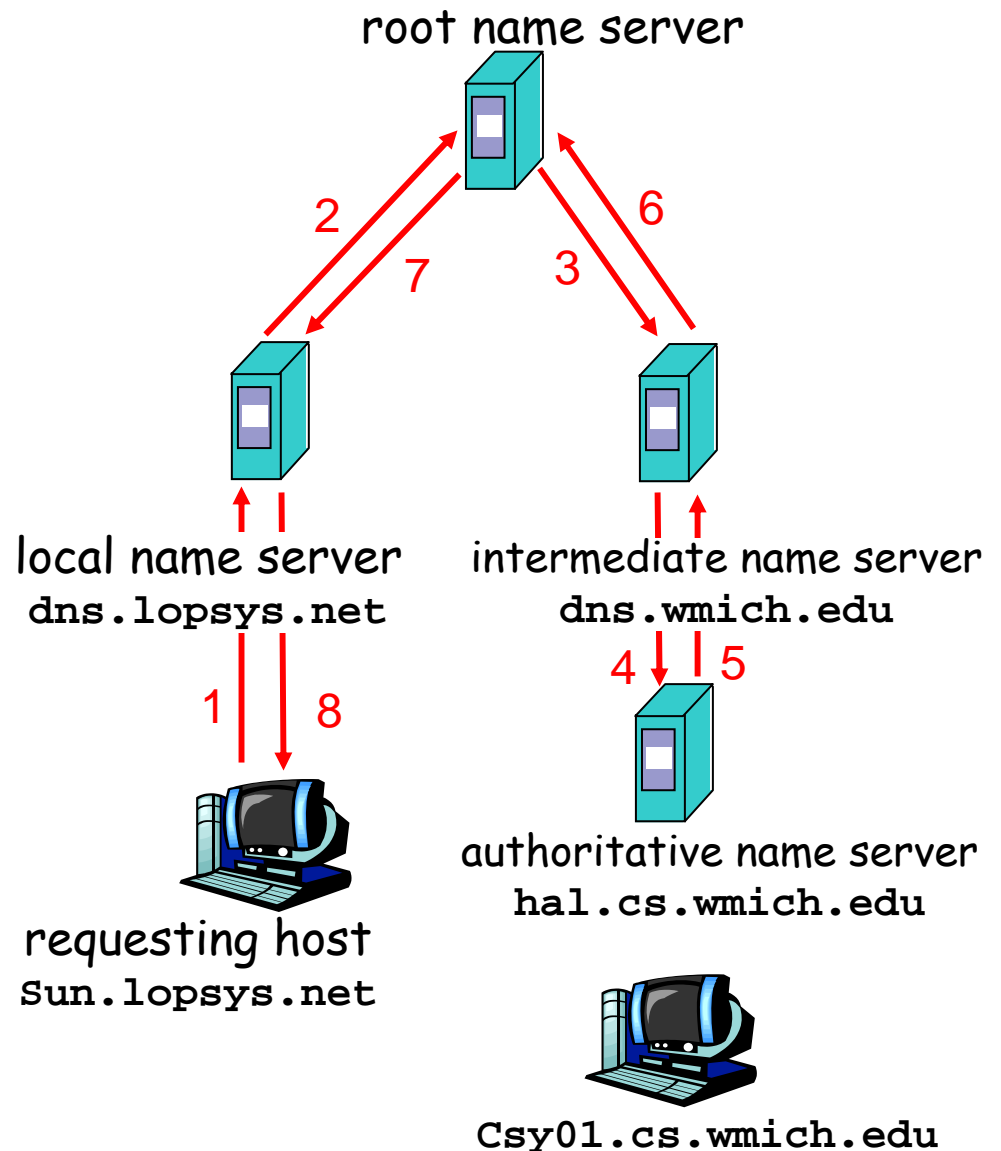 root name server
2
7
3
6
local name server
dns.lopsys.net
intermediate name server
dns.wmich.edu
1
8
4
5
requesting host
Sun.lopsys.net
authoritative name server
hal.cs.wmich.edu
Csy01.cs.wmich.edu